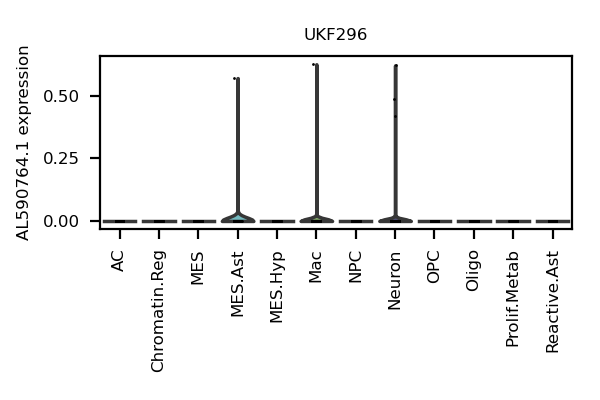 UKF296
AL590764.1 expression
0.50
0.25
0.00
AC
Chromatin.Reg
MES
MES.Ast
MES.Hyp
Mac
NPC
Neuron
OPC
Oligo
Prolif.Metab
Reactive.Ast